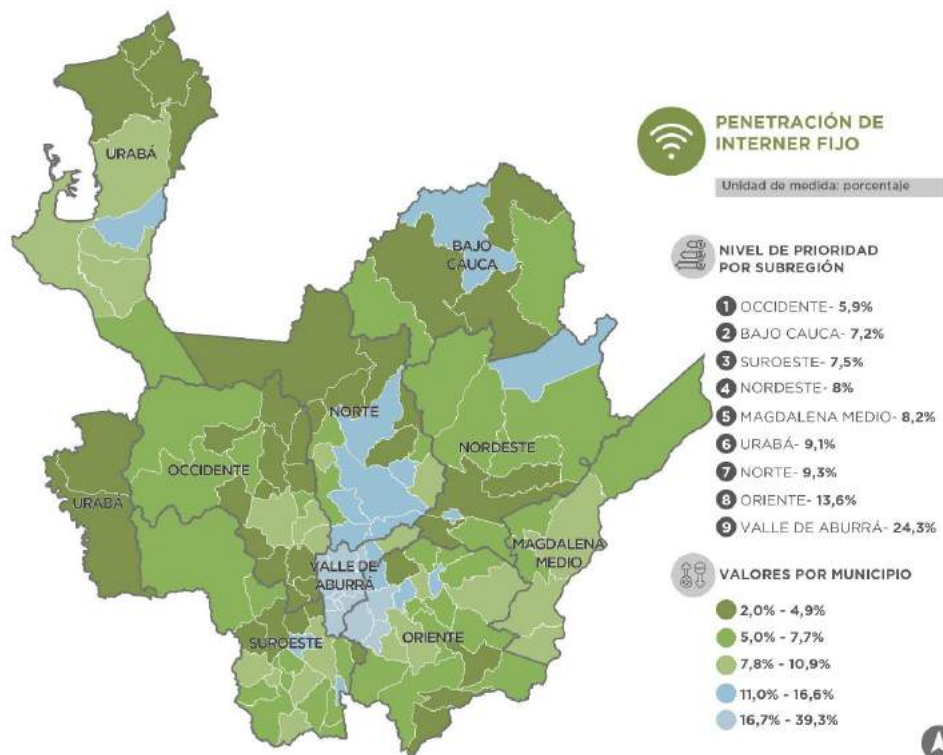 PENETRACIÓN DE
INTERNER FIJO
Unidad de medida: porcentaje
NIVEL DE PRIORIDAD
POR SUBREGIÓN
1 OCCIDENTE- 5,9%
2 BAJO CAUCA- 7,2%
3 SUROESTE- 7,5%
4 NORDESTE- 8%
5 MAGDALENA MEDIO- 8,2%
6 URABÁ- 9,1%
7 NORTE- 9,3%
8 ORIENTE- 13,6%
9 VALLE DE ABURRÁ- 24,3%
VALORES POR MUNICIPIO
2,0% - 4,9%
5,0% - 7,7%
7,8% - 10,9%
11,0% - 16,6%
16,7% - 39,3%
URABÁ
BAJO
CAUCA
NORTE
NORDESTE
OCCIDENTE
URABÁ
MAGDALENA
MEDIO
VALLE DE
ABURRÁ
SUROESTE
ORIENTE